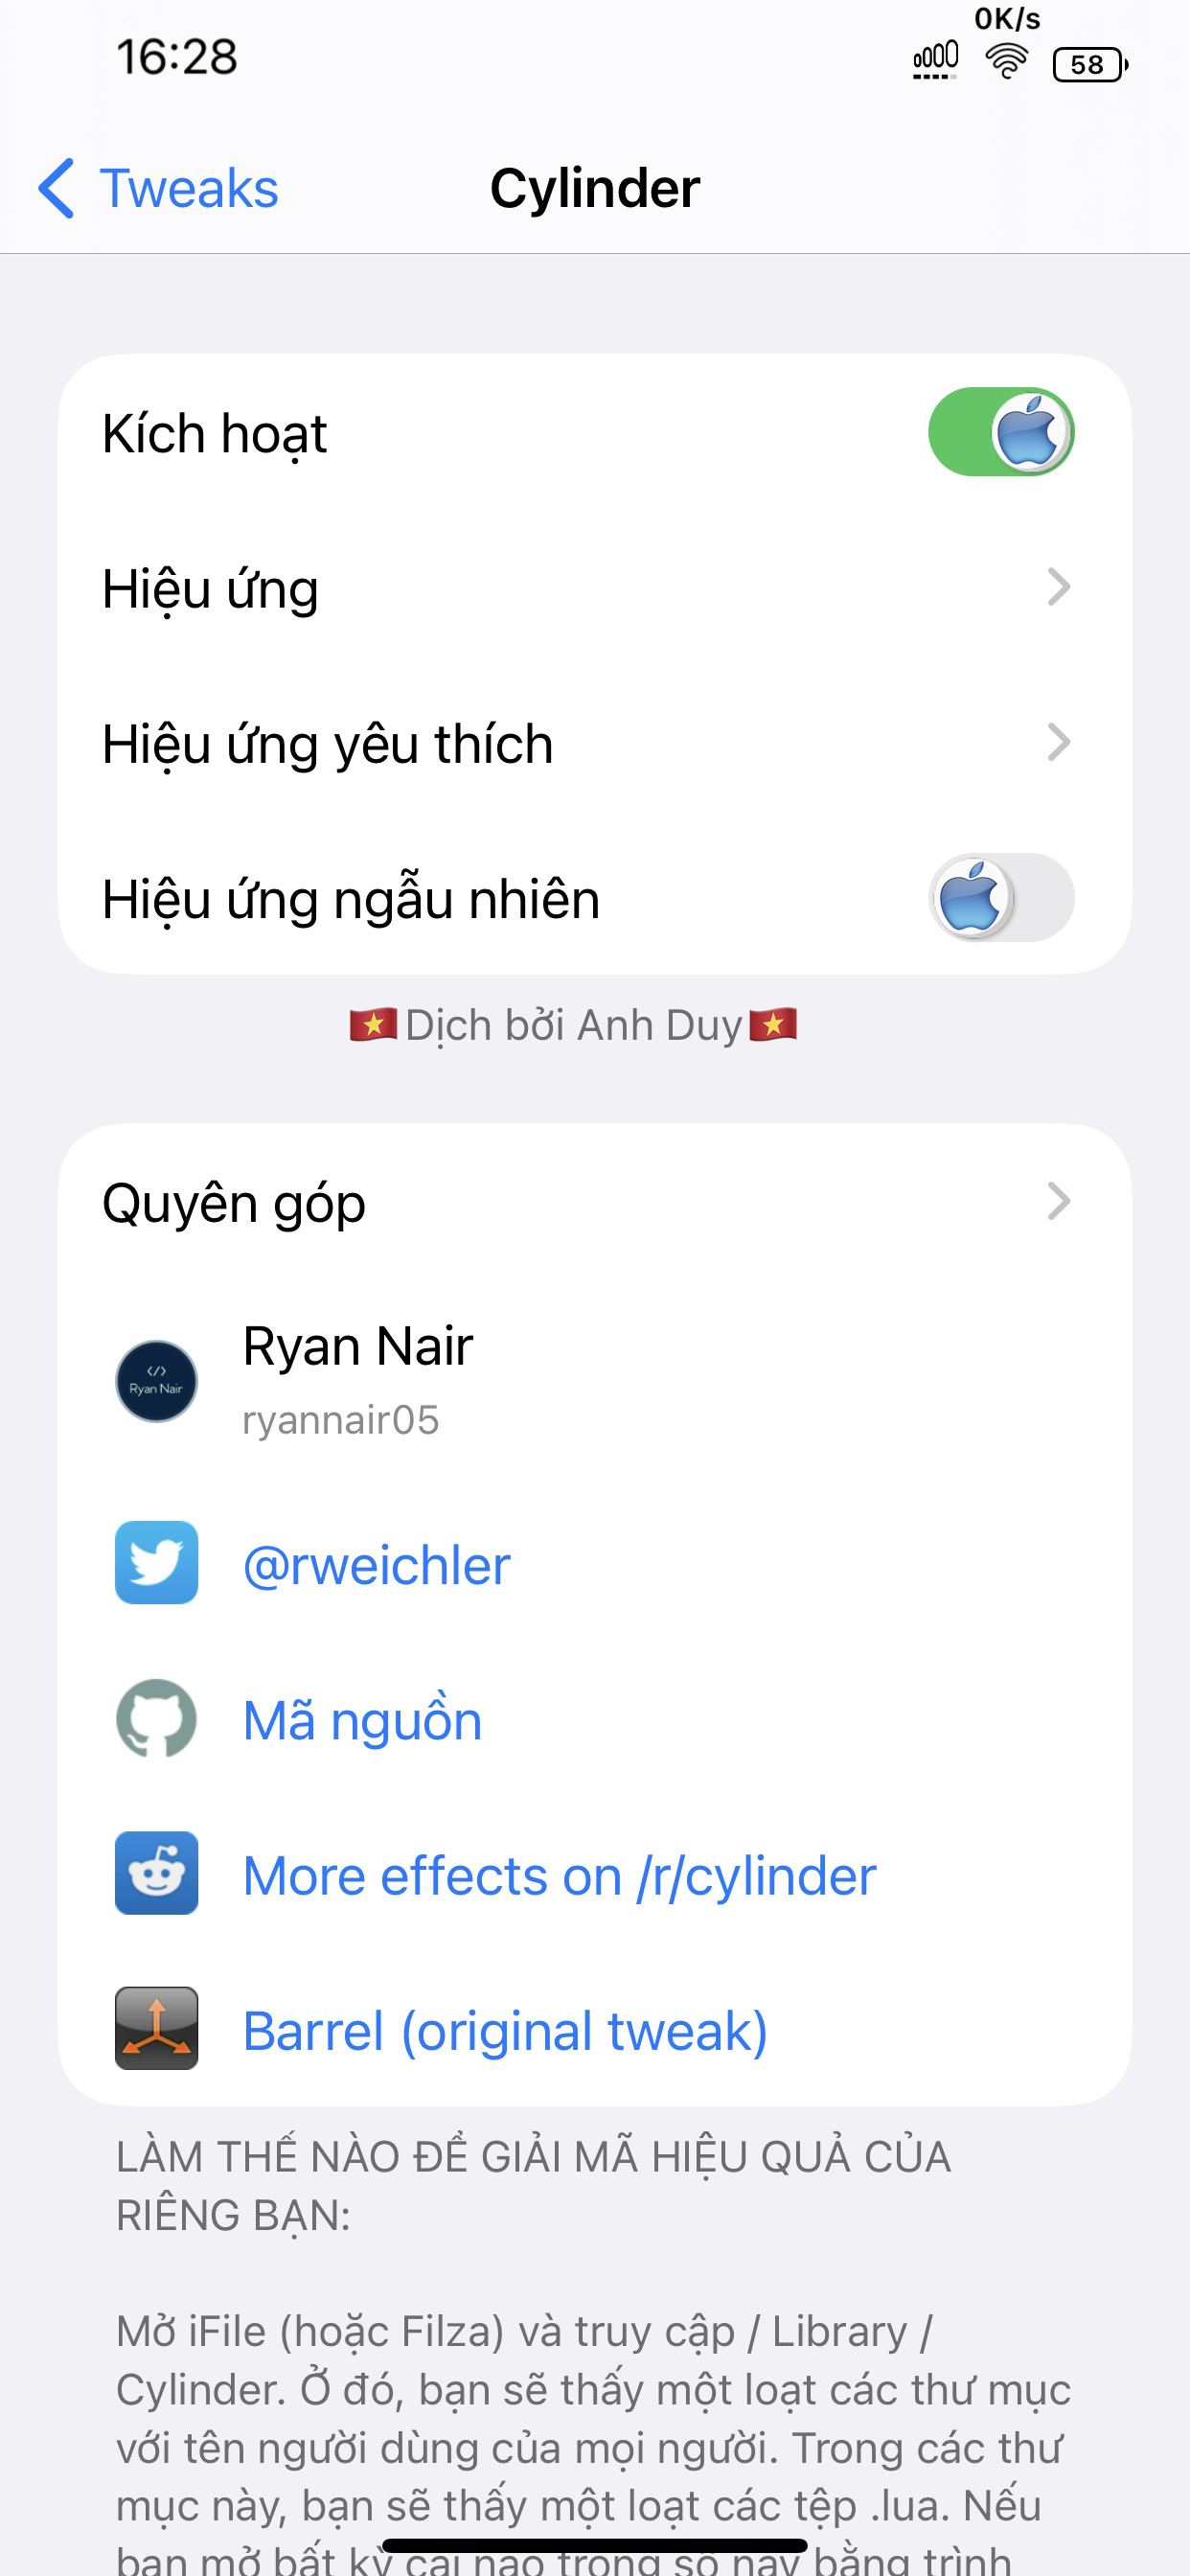 0K/s
16:28
58
Tweaks
Cylinder
Kích hoạt
Hiệu ứng
Hiệu ứng yêu thích
Hiệu ứng ngẫu nhiên
🇻🇳Dịch bởi Anh Duy🇻🇳
Quyên góp
</>
Ryan Nair
Ryan Nair
ryannair05
@rweichler
Mã nguồn
More effects on /r/cylinder
Barrel (original tweak)
LÀM THẾ NÀO ĐỂ GIẢI MÃ HIỆU QUẢ CỦA
RIÊNG BẠN:
Mở iFile (hoặc Filza) và truy cập / Library /
Cylinder. Ở đó, bạn sẽ thấy một loạt các thư mục
với tên người dùng của mọi người. Trong các thư
mục này, bạn sẽ thấy một loạt các tệp .lua. Nếu
bạn mở bất kỳ cái nào trong số này bằng trình